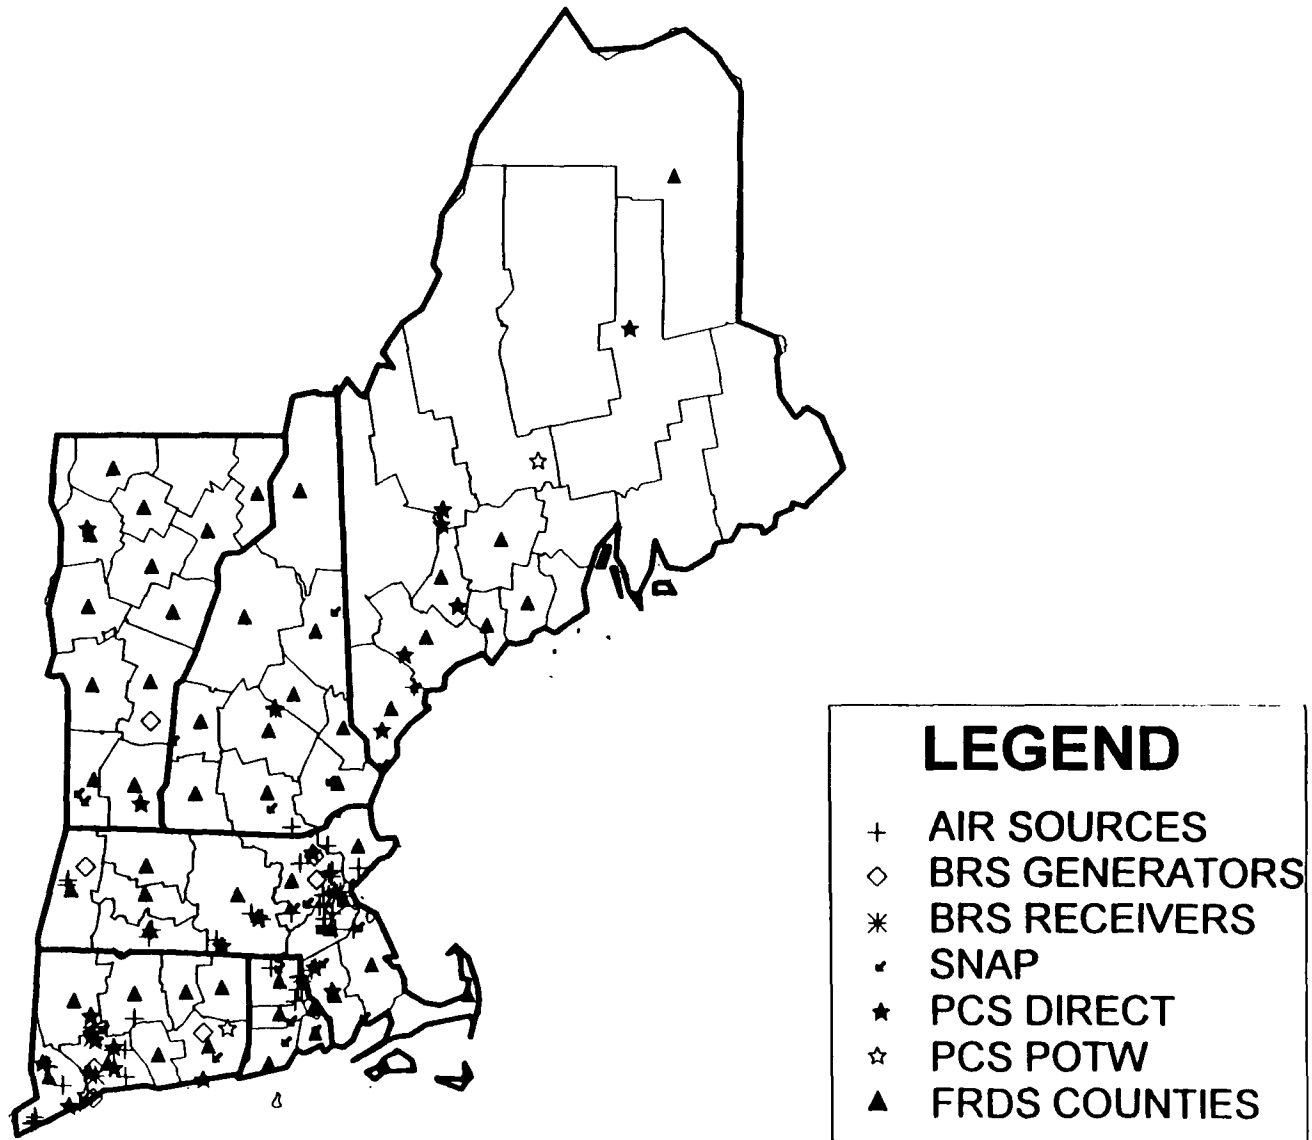 LEGEND
AIR SOURCES
BRS GENERATORS
BRS RECEIVERS
SNAP
PCS DIRECT
PCS POTW
FRDS COUNTIES